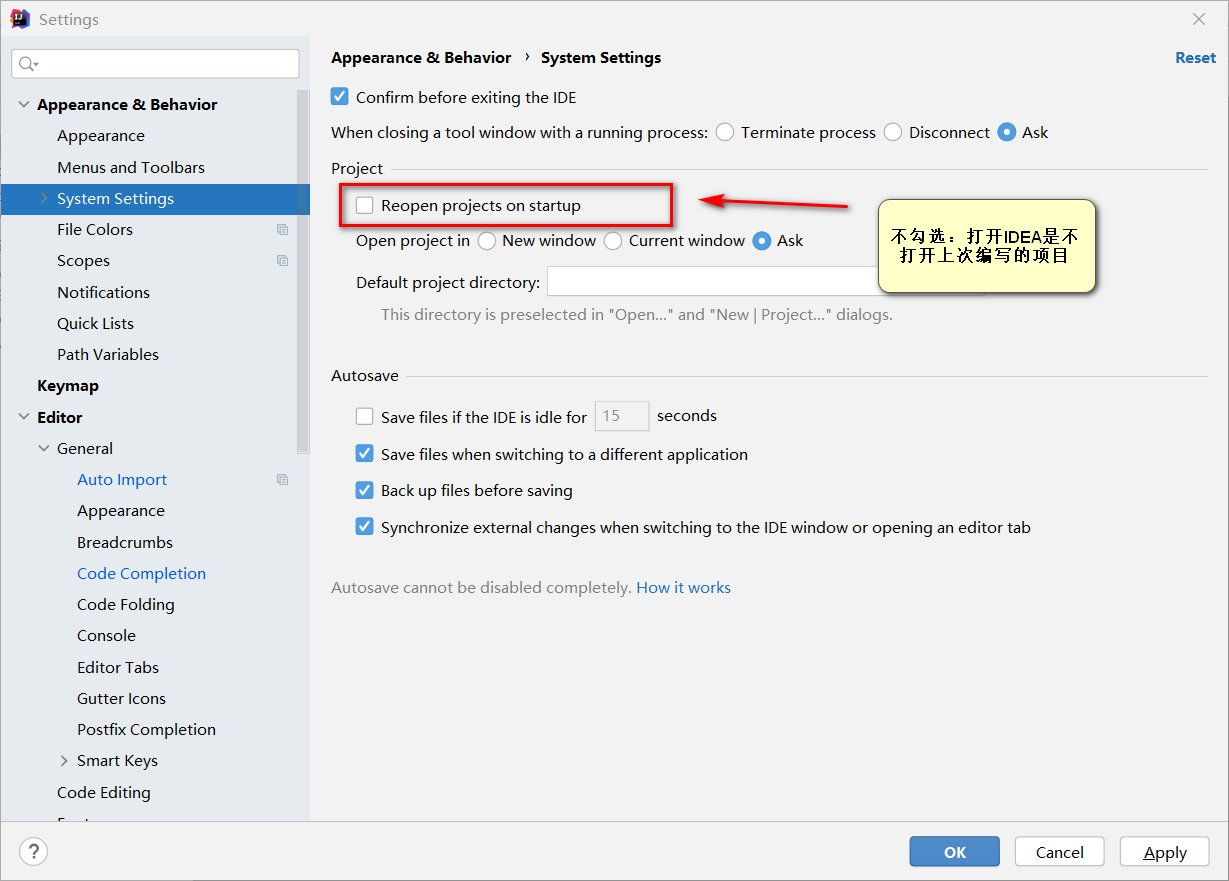 Settings
Appearance & Behavior
Appearance
Menus and Toolbars
System Settings
File Colors
Scopes
Notifications
Quick Lists
Path Variables
Keymap
Editor
General
Auto Import
Appearance
Breadcrumbs
Code Completion
Code Folding
Console
Editor Tabs
Gutter Icons
Postfix Completion
Smart Keys
Code Editing
Appearance & Behavior › System Settings
Reset
Confirm before exiting the IDE
When closing a tool window with a running process: Terminate process Disconnect Ask
Project
Reopen projects on startup
Open project in New window Current window Ask
不勾选：打开IDEA是不
打开上次编写的项目
Default project directory:
This directory is preselected in "Open..." and "New | Project..." dialogs.
Autosave
Save files if the IDE is idle for 15 seconds
Save files when switching to a different application
Back up files before saving
Synchronize external changes when switching to the IDE window or opening an editor tab
Autosave cannot be disabled completely. How it works
?
OK
Cancel
Apply